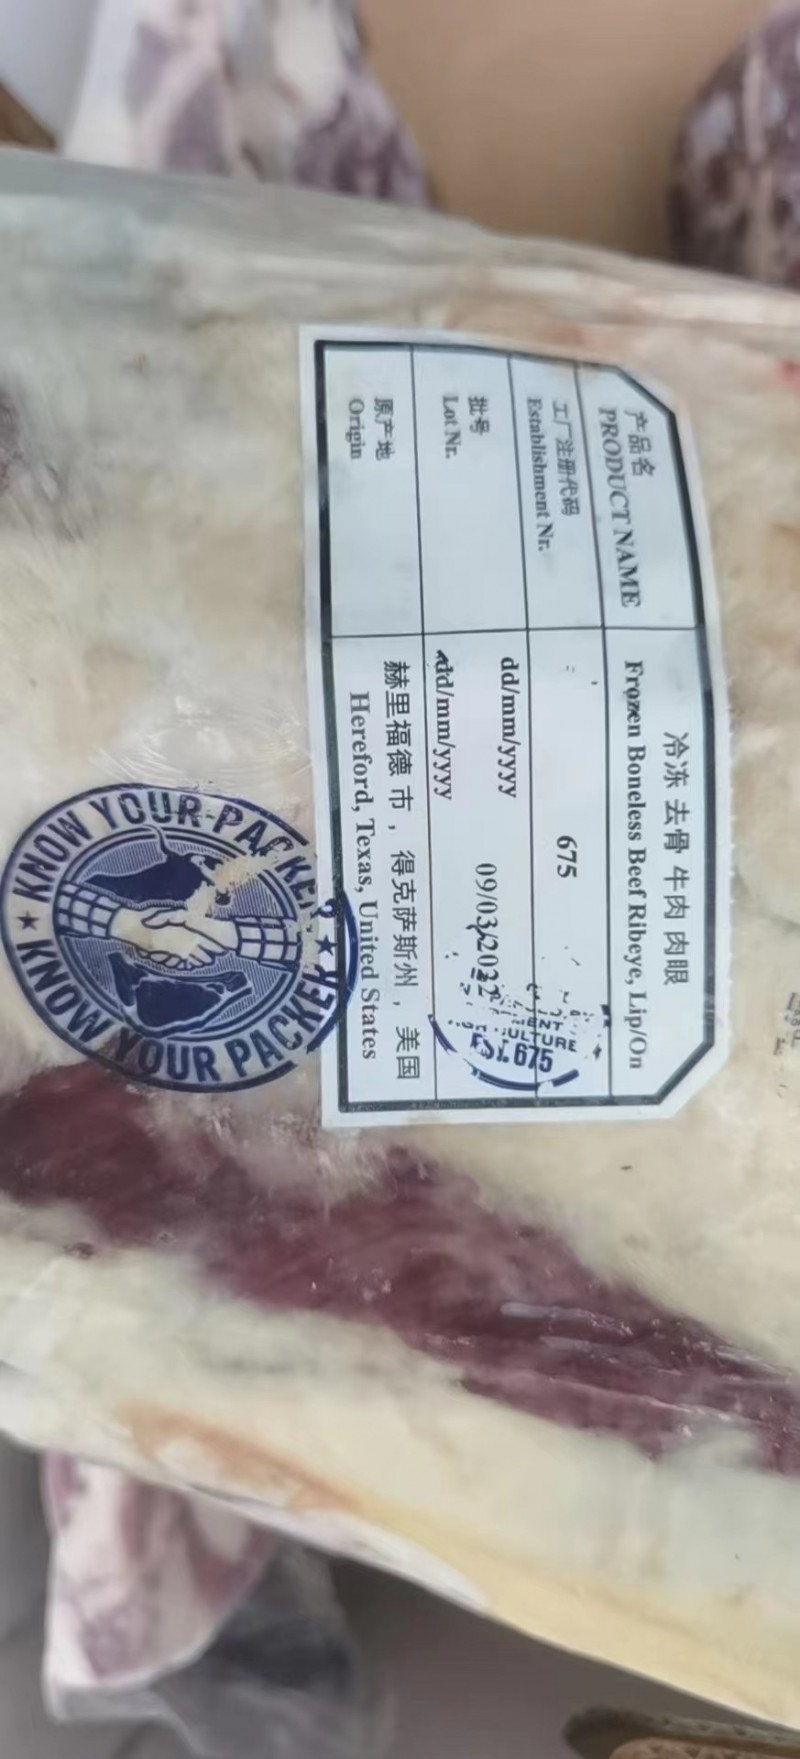 产品名
PRODUCT NAME
冷冻 去骨 牛肉 肉眼
Frozen Boneless Beef Ribeye, Lip/On
工厂注册代码
Establishment Nr.
675
批号
Lot Nr.
dd/mm/yyyy 09/03/2022
dd/mm/yyyy
原产地
Origin
赫里福德 市 , 得克萨斯州 , 美国
Hereford, Texas, United States
675
KNOW YOUR PACKER
KNOW YOUR PACKER